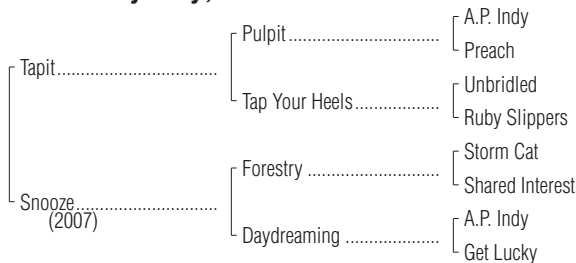 A.P. Indy
Pulpit
Preach
Tapit
Unbridled
Tap Your Heels
Ruby Slippers
Storm Cat
Forestry
Shared Interest
Snooze
(2007)
A.P. Indy
Daydreaming
Get Lucky